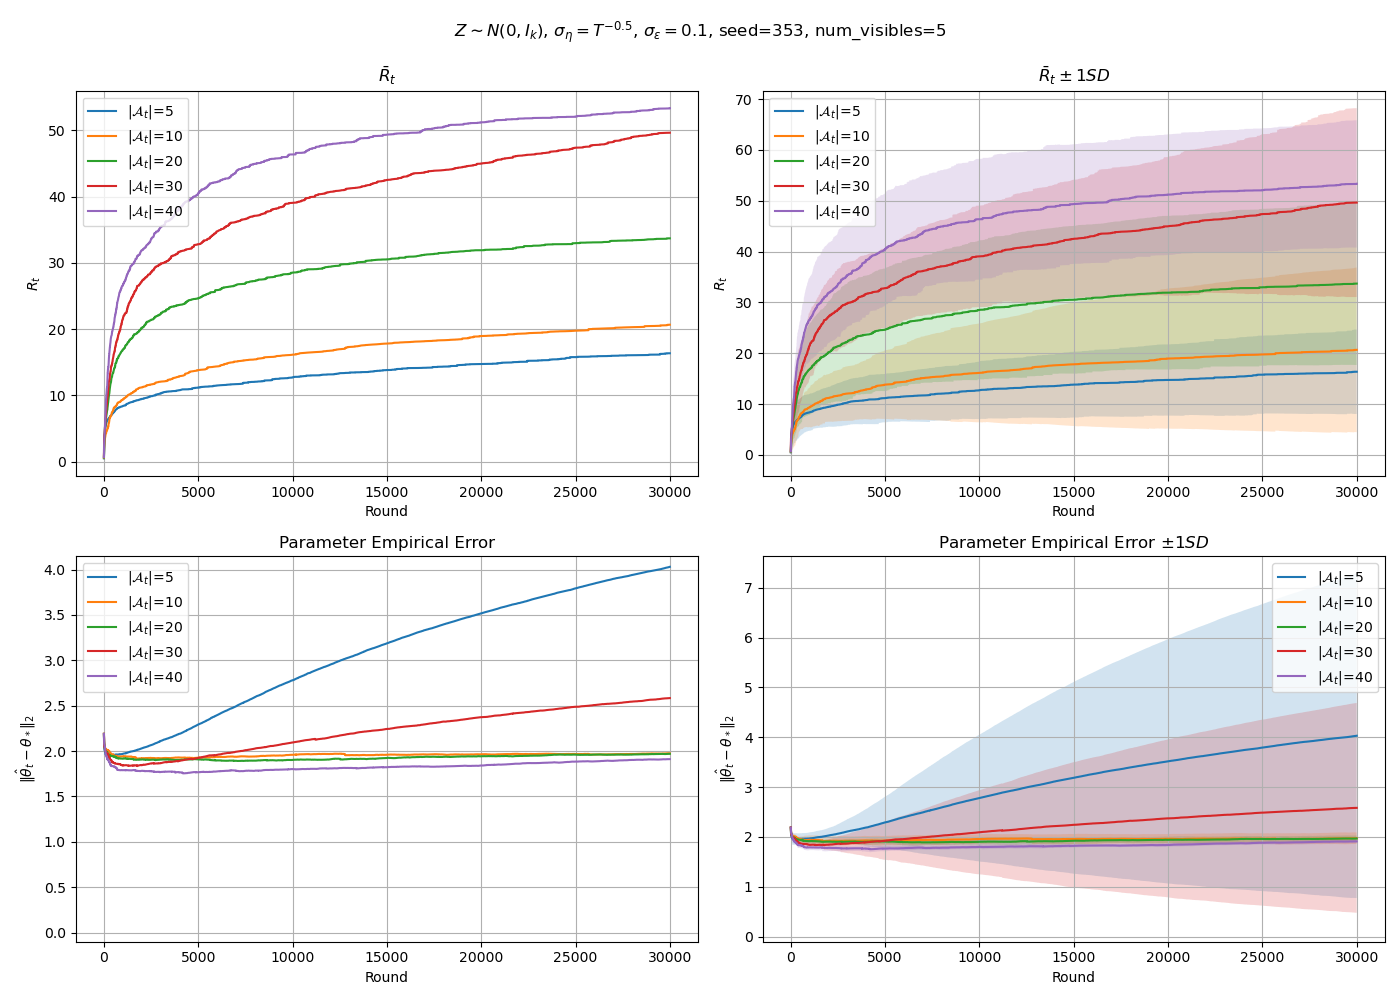 Z ∼ N(0, I_k), σ_η = T^{−0.5}, σ_ε = 0.1, seed=353, num_visibles=5
R̄_t
R_t
50
40
30
20
10
0
|𝒜_t|=5
|𝒜_t|=10
|𝒜_t|=20
|𝒜_t|=30
|𝒜_t|=40
0 5000 10000 15000 20000 25000 30000
Round
R̄_t ± 1SD
R_t
70
60
50
40
30
20
10
0
|𝒜_t|=5
|𝒜_t|=10
|𝒜_t|=20
|𝒜_t|=30
|𝒜_t|=40
0 5000 10000 15000 20000 25000 30000
Round
Parameter Empirical Error
‖θ̂_t − θ_*‖_2
4.0
3.5
3.0
2.5
2.0
1.5
1.0
0.5
0.0
|𝒜_t|=5
|𝒜_t|=10
|𝒜_t|=20
|𝒜_t|=30
|𝒜_t|=40
0 5000 10000 15000 20000 25000 30000
Round
Parameter Empirical Error ±1SD
‖θ̂_t − θ_*‖_2
7
6
5
4
3
2
1
0
|𝒜_t|=5
|𝒜_t|=10
|𝒜_t|=20
|𝒜_t|=30
|𝒜_t|=40
0 5000 10000 15000 20000 25000 30000
Round